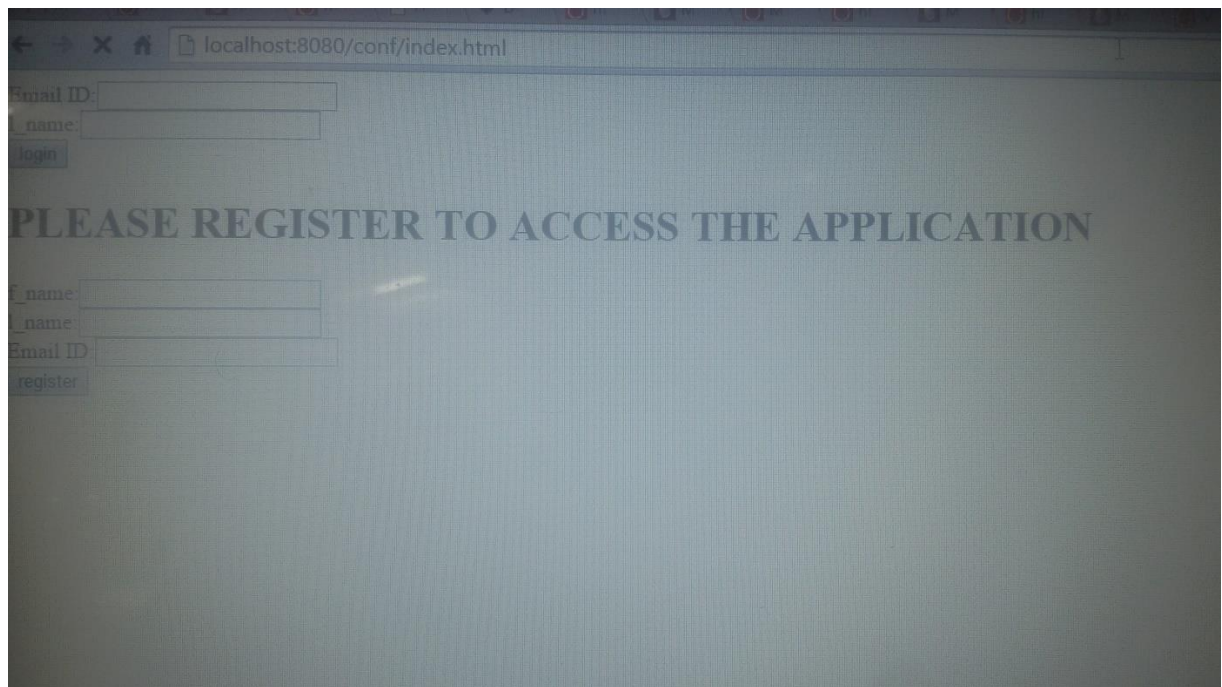 localhost:8080/conf/index.html
Email ID:
l_name:
login
PLEASE REGISTER TO ACCESS THE APPLICATION
f_name:
l_name:
Email ID:
register